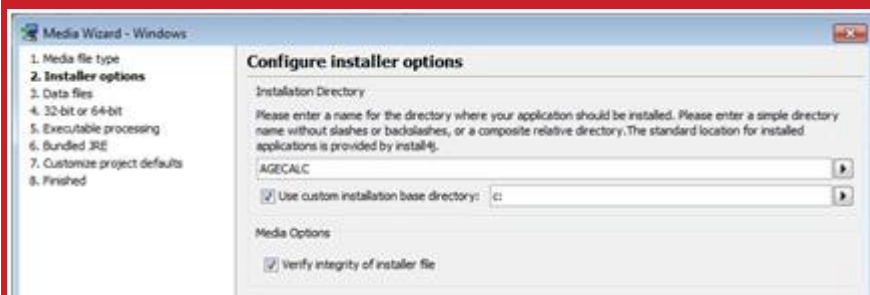 Media Wizard - Windows
1. Media file type
2. Installer options
3. Data files
4. 32-bit or 64-bit
5. Executable processing
6. Bundled JRE
7. Customize project defaults
8. Finished
Configure installer options
Installation Directory
Please enter a name for the directory where your application should be installed. Please enter a simple directory
name without slashes or backslashes, or a composite relative directory.The standard location for installed
applications is provided by install4j.
AGECALC
Use custom installation base directory: c:
Media Options
Verify integrity of installer file